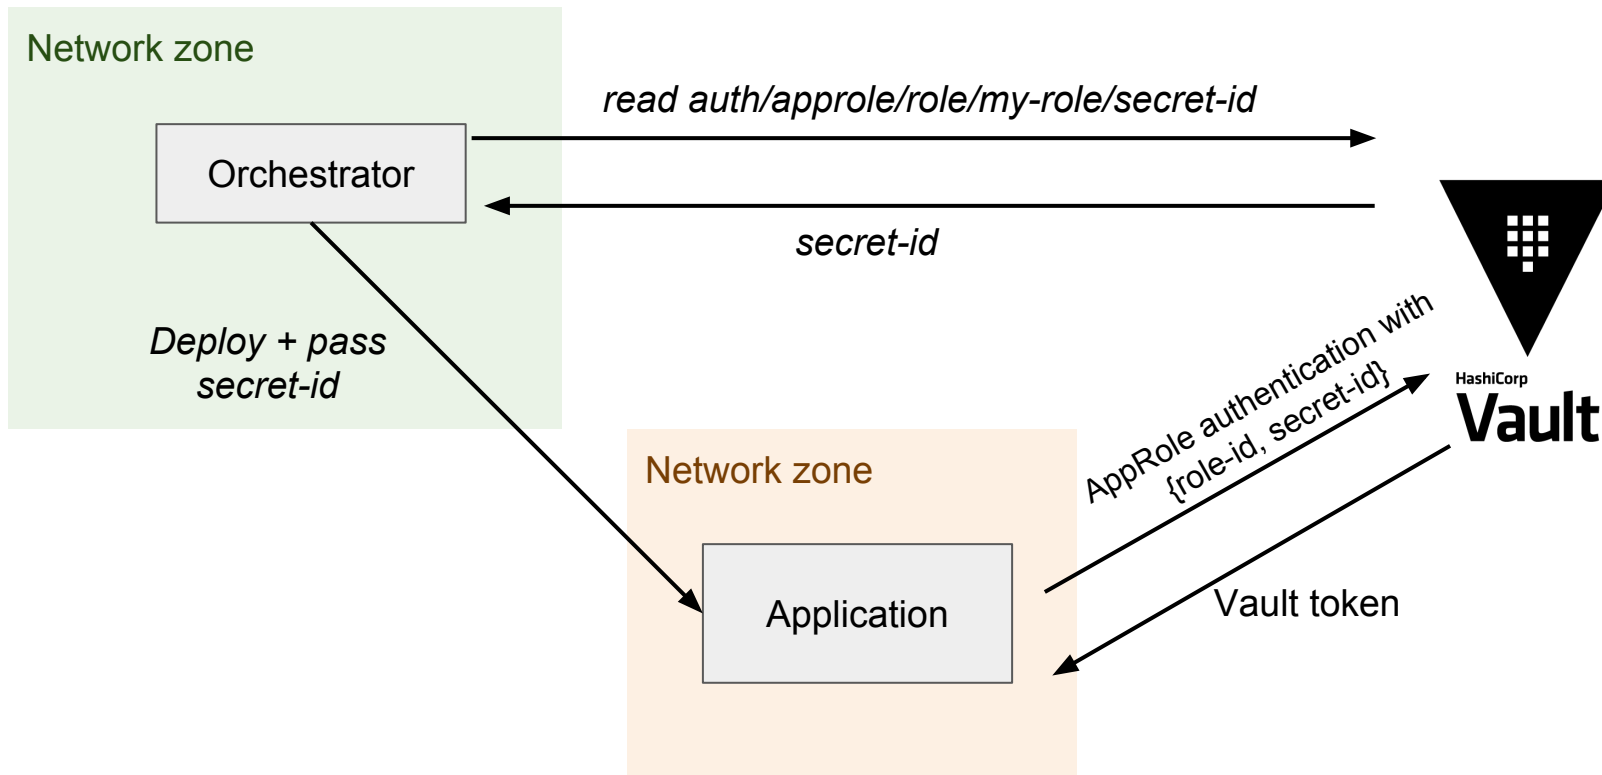 Network zone
read auth/approle/role/my-role/secret-id
Orchestrator
secret-id
Deploy + pass
secret-id
AppRole authentication with
{role-id, secret-id}
HashiCorp
Vault
Network zone
Application
Vault token